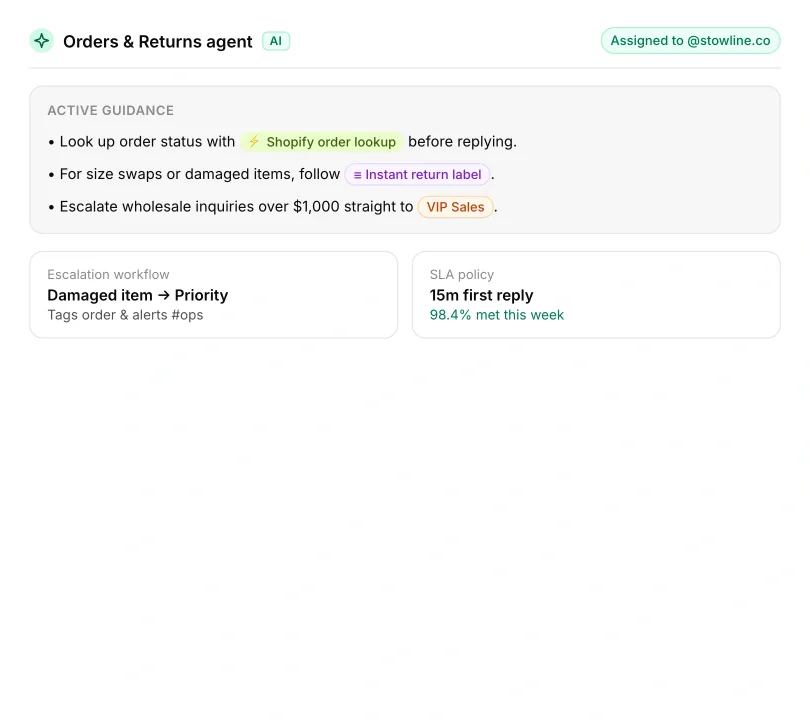 Orders & Returns agent AI
Assigned to @stowline.co
ACTIVE GUIDANCE
• Look up order status with ⚡ Shopify order lookup before replying.
• For size swaps or damaged items, follow ≡ Instant return label.
• Escalate wholesale inquiries over $1,000 straight to VIP Sales.
Escalation workflow
Damaged item → Priority
Tags order & alerts #ops
SLA policy
15m first reply
98.4% met this week